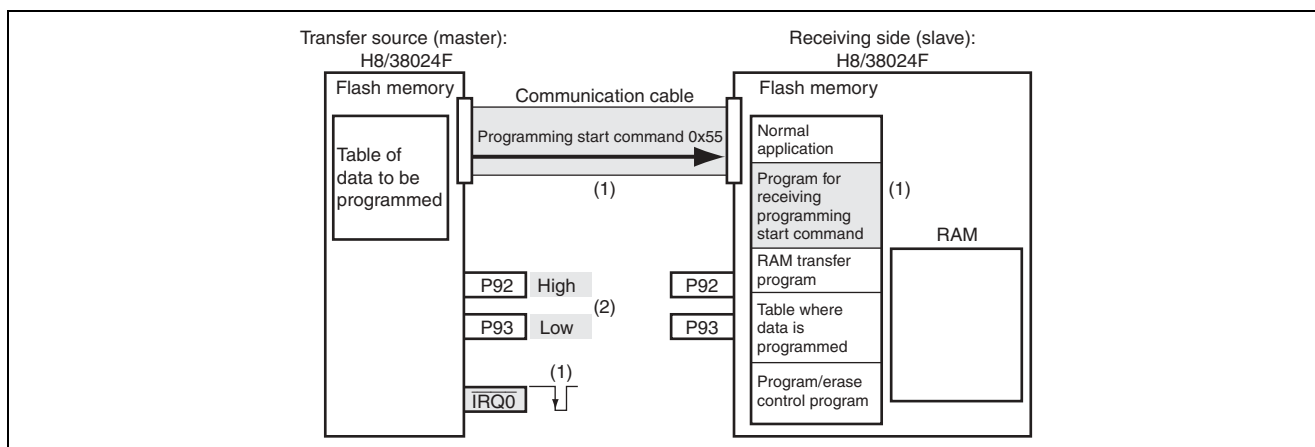 Transfer source (master):
H8/38024F
Receiving side (slave):
H8/38024F
Flash memory
Communication cable
Flash memory
Table of
data to be
programmed
Programming start command 0x55
(1)
Normal
application
Program for
receiving
programming
start command
(1)
RAM transfer
program
Table where
data is
programmed
Program/erase
control program
RAM
P92
High
(2)
P93
Low
P92
P93
(1)
IRQ0